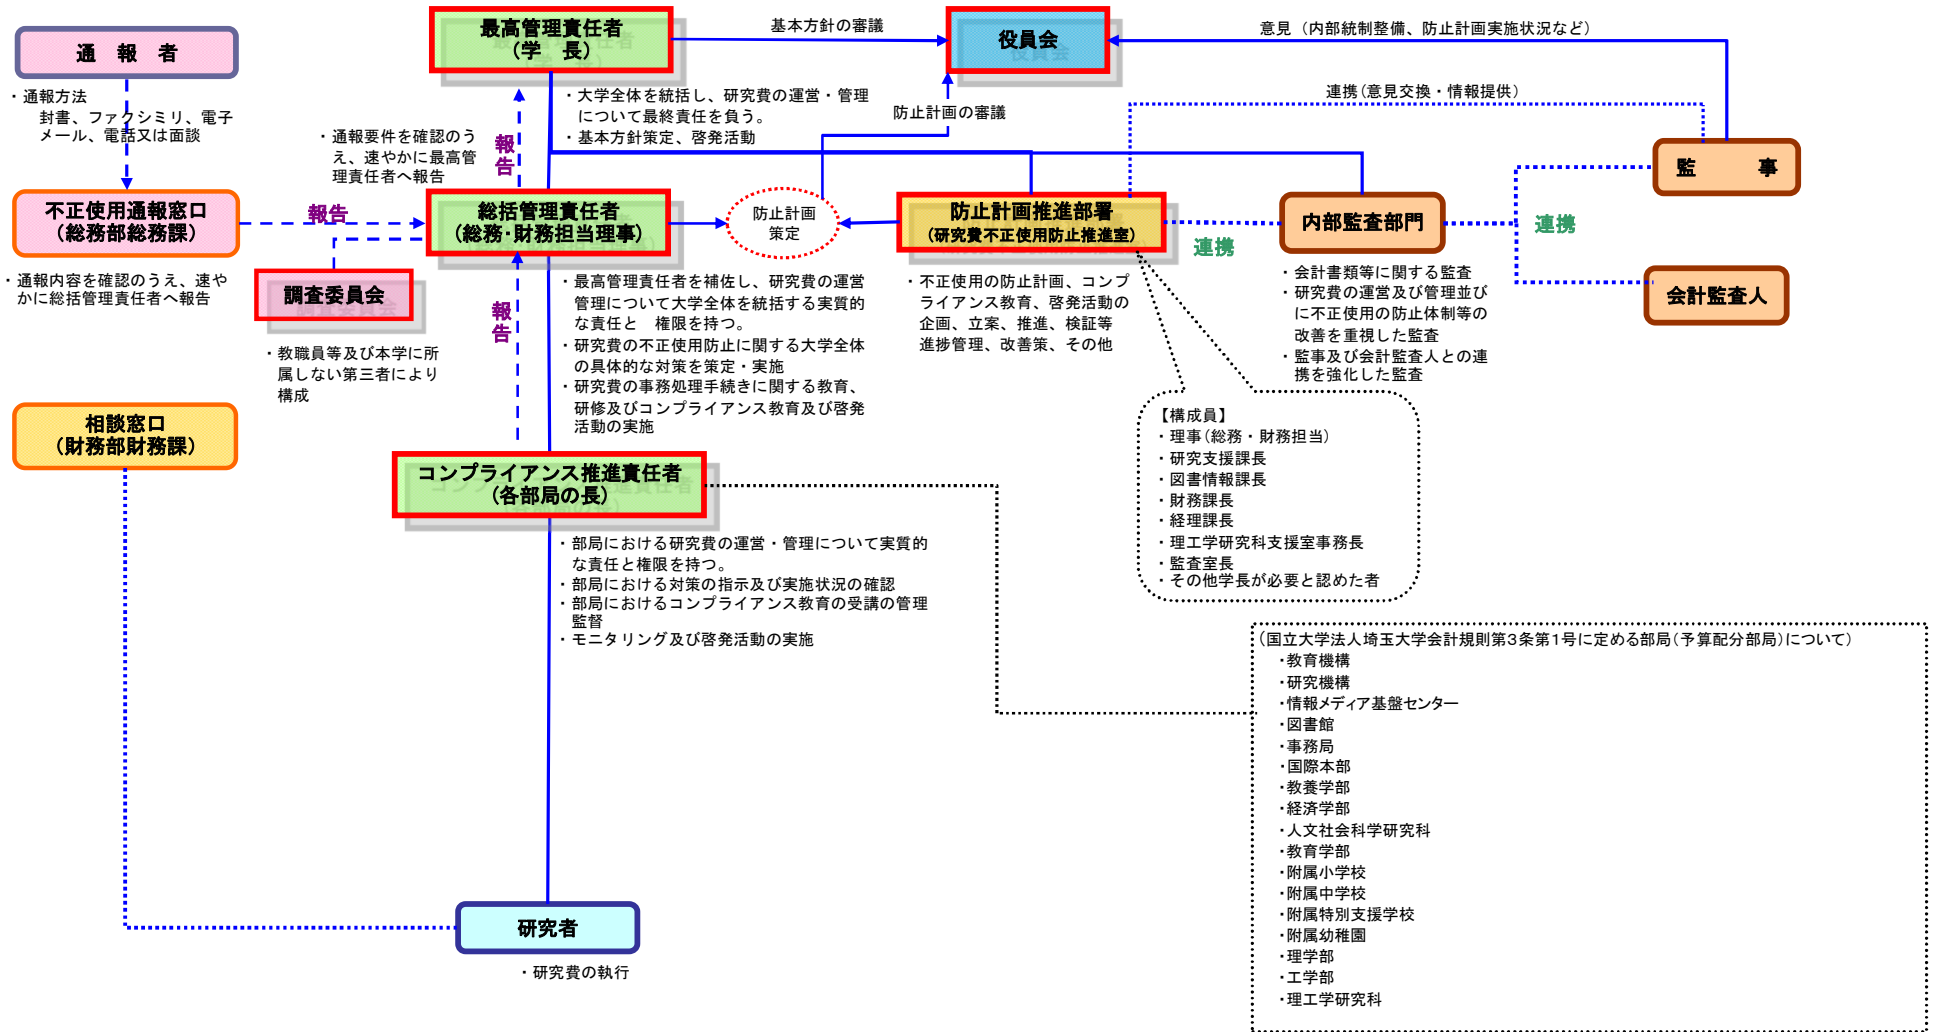 通 報 者
・通報方法
封書、ファクシミリ、電子
メール、電話又は面談
不正使用通報窓口
(総務部総務課)
・通報内容を確認のうえ、速や
かに総括管理責任者へ報告
報告
調査委員会
・教職員等及び本学に所
属しない第三者により
構成
相談窓口
(財務部財務課)
最高管理責任者
(学 長)
基本方針の審議
役員会
意見（内部統制整備、防止計画実施状況など）
・大学全体を統括し、研究費の運営・管理
について最終責任を負う。
・基本方針策定、啓発活動
・通報要件を確認のう
え、速やかに最高管
理責任者へ報告
報
告
防止計画の審議
連携(意見交換・情報提供)
総括管理責任者
(総務・財務担当理事)
防止計画
策定
防止計画推進部署
(研究費不正使用防止推進室)
連携
内部監査部門
連携
監 事
会計監査人
・最高管理責任者を補佐し、研究費の運営
管理について大学全体を統括する実質的
な責任と 権限を持つ。
・研究費の不正使用防止に関する大学全体
の具体的な対策を策定・実施
・研究費の事務処理手続きに関する教育、
研修及びコンプライアンス教育及び啓発
活動の実施
報
告
・不正使用の防止計画、コンプ
ライアンス教育、啓発活動の
企画、立案、推進、検証等
進捗管理、改善策、その他
・会計書類等に関する監査
・研究費の運営及び管理並び
に不正使用の防止体制等の
改善を重視した監査
・監事及び会計監査人との連
携を強化した監査
【構成員】
・理事(総務・財務担当)
・研究支援課長
・図書情報課長
・財務課長
・経理課長
・理工学研究科支援室事務長
・監査室長
・その他学長が必要と認めた者
コンプライアンス推進責任者
(各部局の長)
・部局における研究費の運営・管理について実質的
な責任と権限を持つ。
・部局における対策の指示及び実施状況の確認
・部局におけるコンプライアンス教育の受講の管理
監督
・モニタリング及び啓発活動の実施
(国立大学法人埼玉大学会計規則第3条第1号に定める部局(予算配分部局)について)
・教育機構
・研究機構
・情報メディア基盤センター
・図書館
・事務局
・国際本部
・教養学部
・経済学部
・人文社会科学研究科
・教育学部
・附属小学校
・附属中学校
・附属特別支援学校
・附属幼稚園
・理学部
・工学部
・理工学研究科
研究者
・研究費の執行